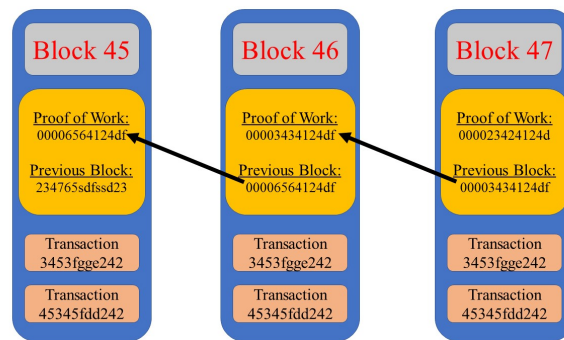 Block 45
Proof of Work:
00006564124df
Previous Block:
234765sdfssd23
Transaction
3453fgge242
Transaction
45345fdd242
Block 46
Proof of Work:
00003434124df
Previous Block:
00006564124df
Transaction
3453fgge242
Transaction
45345fdd242
Block 47
Proof of Work:
000023424124d
Previous Block:
00003434124df
Transaction
3453fgge242
Transaction
45345fdd242